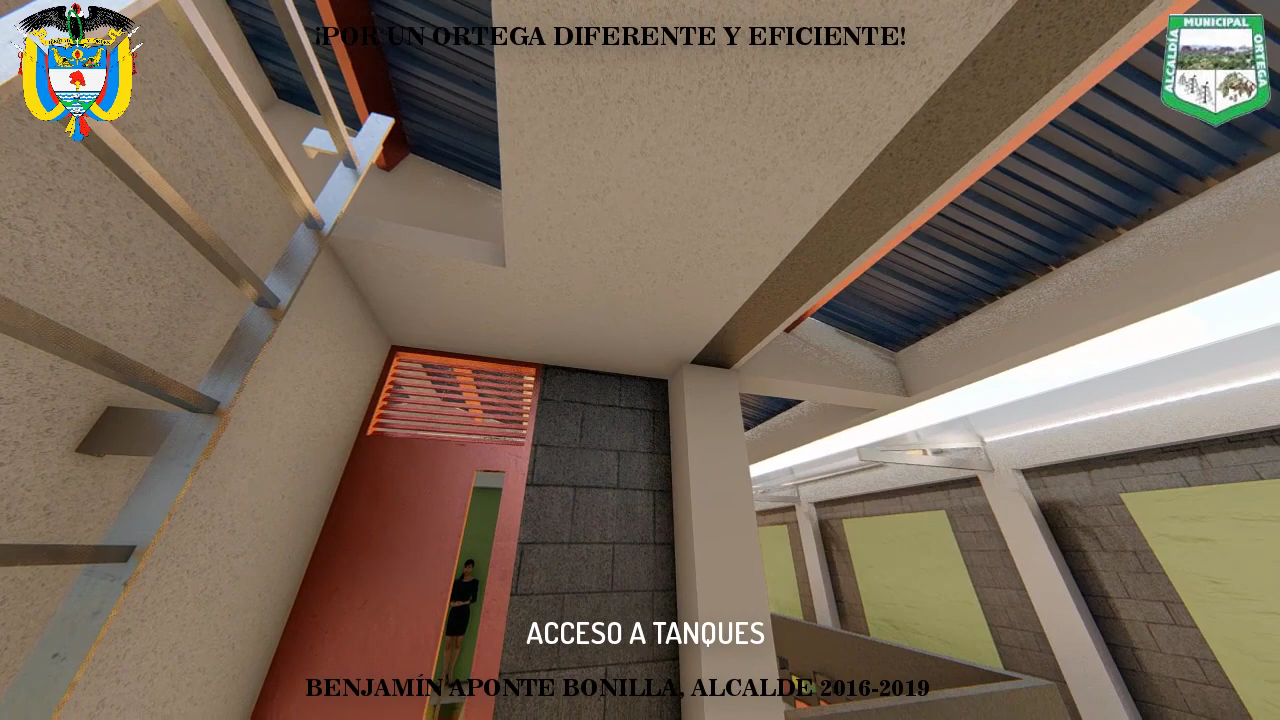 ¡POR UN ORTEGA DIFERENTE Y EFICIENTE!
MUNICIPAL
ALCALDÍA
ORTEGA
ACCESO A TANQUES
BENJAMÍN APONTE BONILLA, ALCALDE 2016-2019